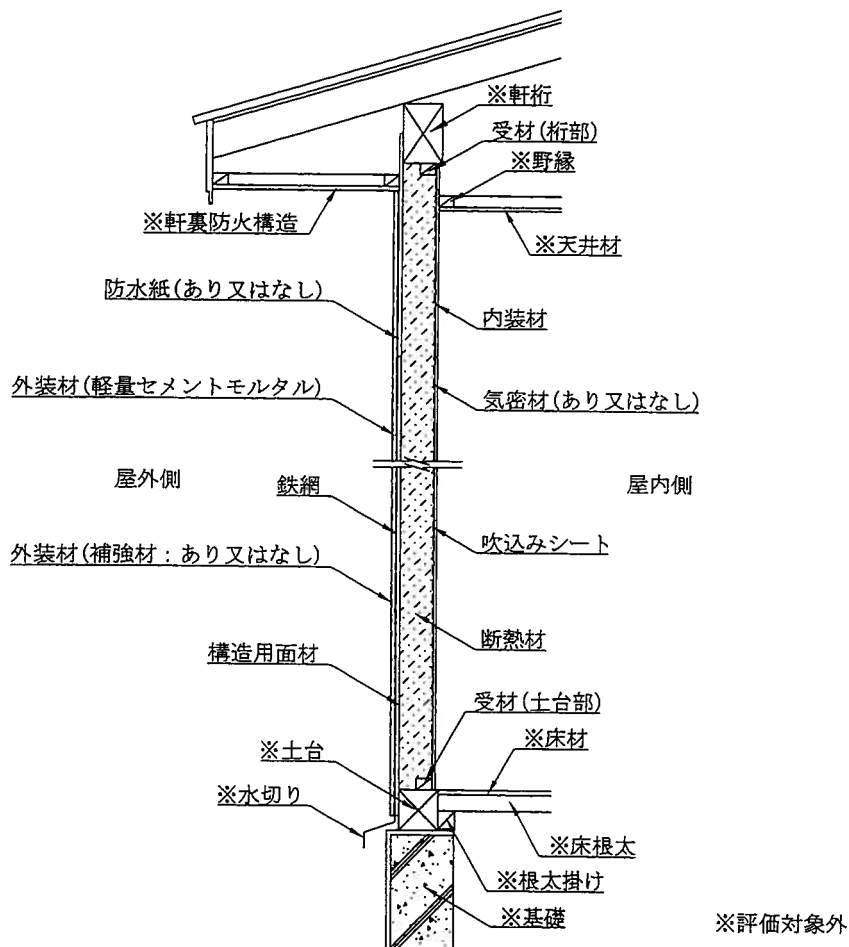 ※軒桁
受材(桁部)
※野縁
※軒裏防火構造
※天井材
防水紙(あり又はなし)
内装材
外装材(軽量セメントモルタル)
気密材(あり又はなし)
屋外側
鉄網
屋内側
外装材(補強材：あり又はなし)
吹込みシート
断熱材
構造用面材
受材(土台部)
※土台
※床材
※水切り
※床根太
※根太掛け
※基礎
※評価対象外